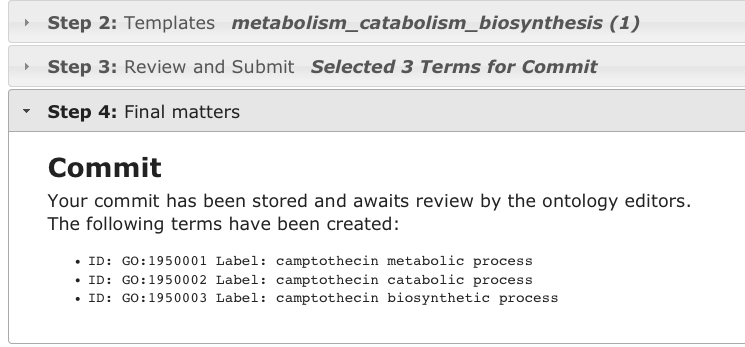 Step 2: Templates metabolism_catabolism_biosynthesis (1)
Step 3: Review and Submit Selected 3 Terms for Commit
Step 4: Final matters
Commit
Your commit has been stored and awaits review by the ontology editors.
The following terms have been created:
• ID: GO:1950001 Label: camptothecin metabolic process
• ID: GO:1950002 Label: camptothecin catabolic process
• ID: GO:1950003 Label: camptothecin biosynthetic process